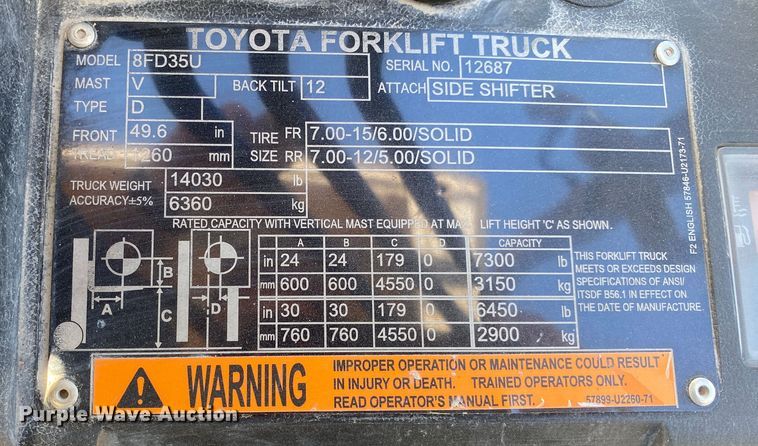 TOYOTA FORKLIFT TRUCK
MODEL 8FD35U SERIAL NO. 12687
MAST V BACK TILT 12 ATTACH SIDE SHIFTER
TYPE D
FRONT 49.6 in TIRE FR 7.00-15/6.00/SOLID
TREAD 1260 mm SIZE RR 7.00-12/5.00/SOLID
TRUCK WEIGHT 14030 lb
ACCURACY±5% 6360 kg
RATED CAPACITY WITH VERTICAL MAST EQUIPPED AT MAX. LIFT HEIGHT 'C' AS SHOWN.
A B C D CAPACITY
in 24 24 179 0 7300 lb
mm 600 600 4550 0 3150 kg
in 30 30 179 0 6450 lb
mm 760 760 4550 0 2900 kg
A B C D
THIS FORKLIFT TRUCK
MEETS OR EXCEEDS DESIGN
SPECIFICATIONS OF ANSI/
ITSDF B56.1 IN EFFECT ON
THE DATE OF MANUFACTURE.
F2 ENGLISH 57846-U2173-71
WARNING
IMPROPER OPERATION OR MAINTENANCE COULD RESULT
IN INJURY OR DEATH. TRAINED OPERATORS ONLY.
READ OPERATOR'S MANUAL FIRST. 57899-U2260-71
Purple Wave Auction